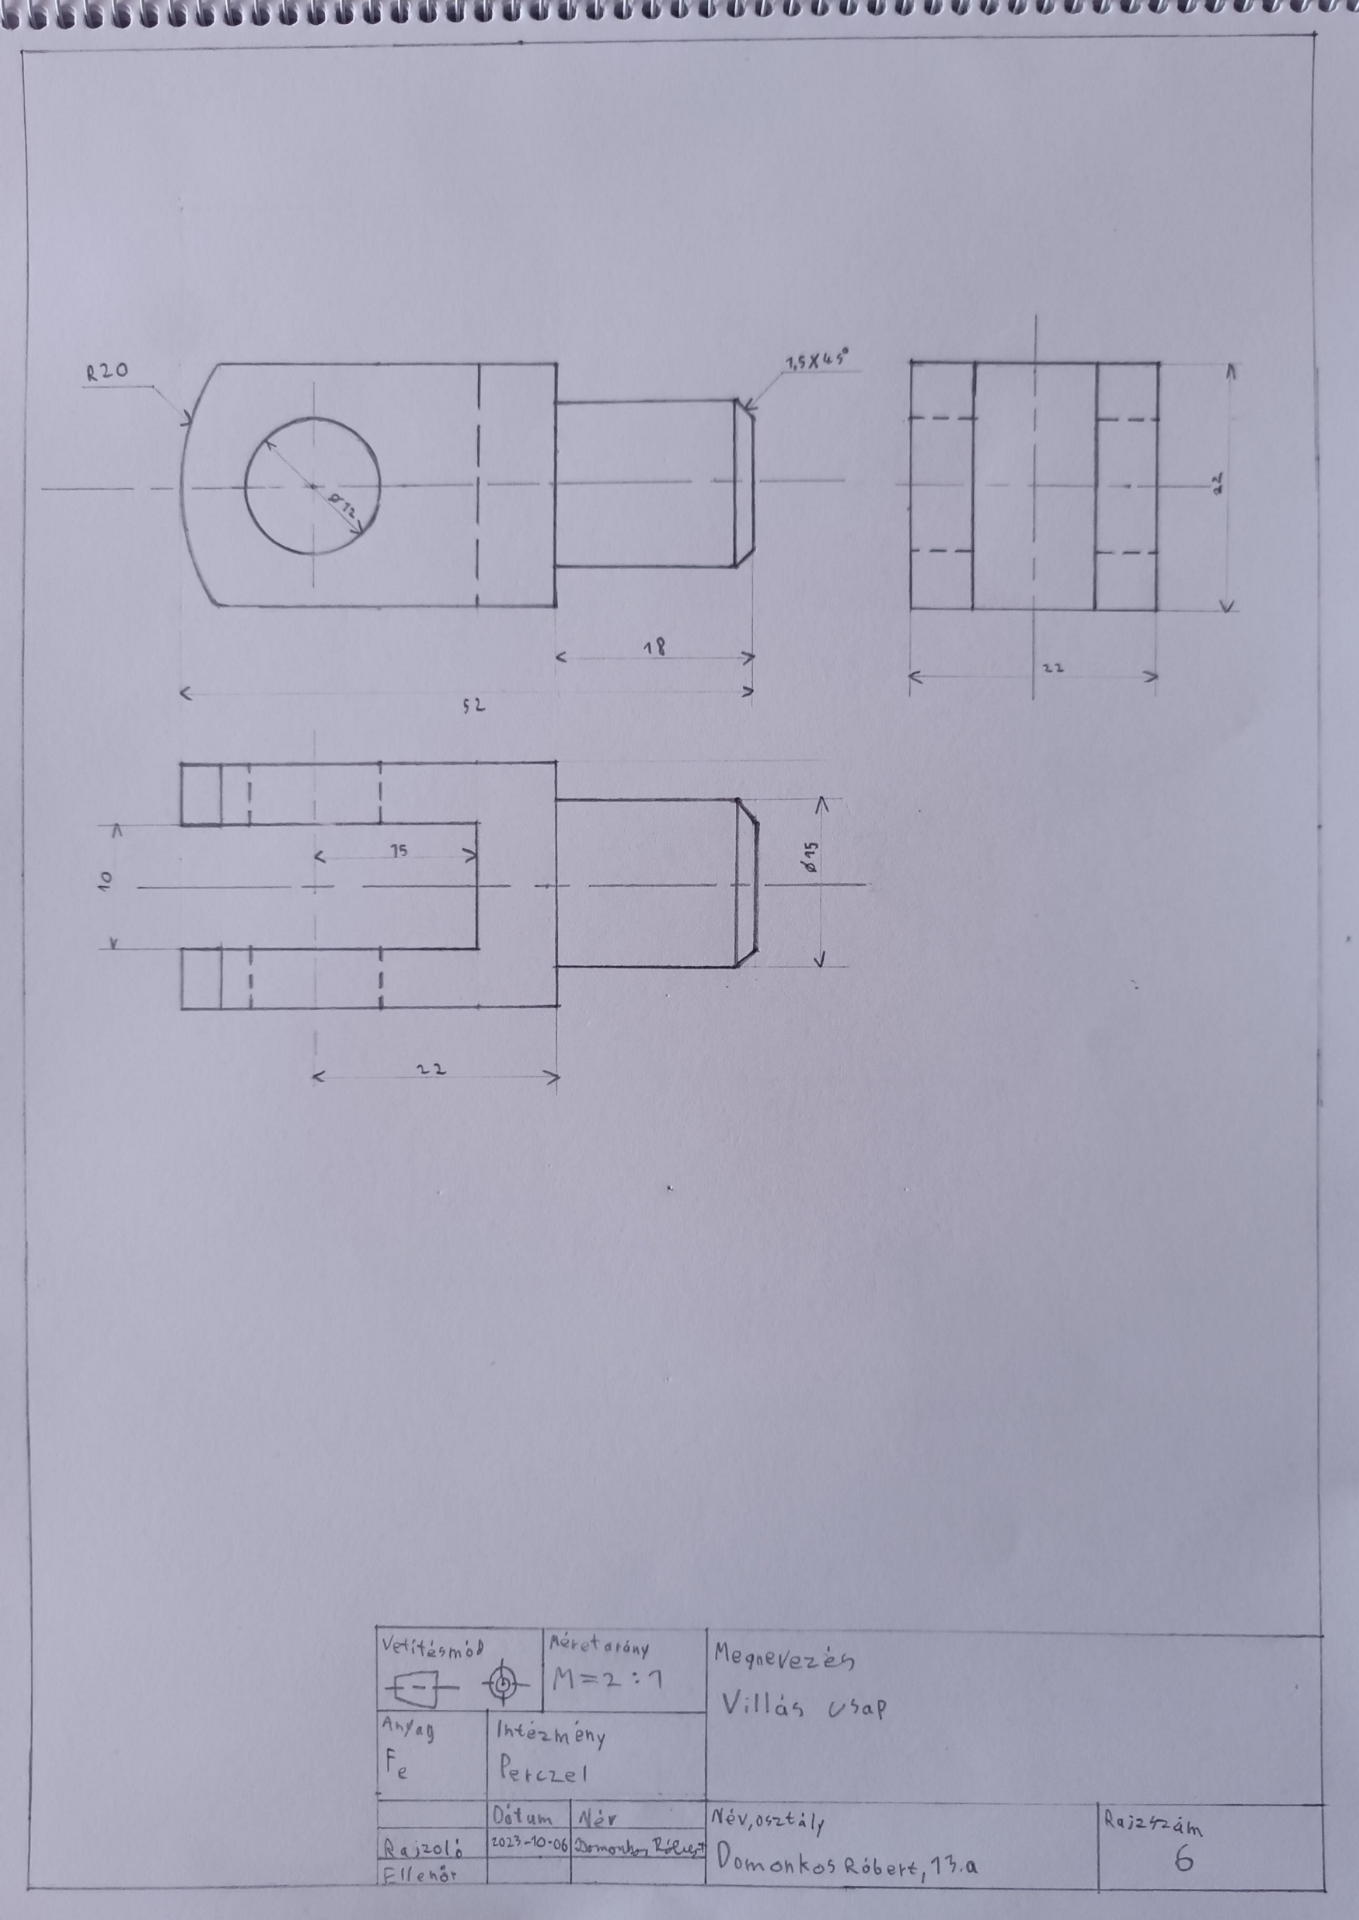 R20
1,5X45°
ø12
22
18
22
52
15
10
ø15
22
Vetítésmód
Méretarány
M=2:1
Megnevezés
Villás csap
Anyag
Fe
Intézmény
Perczel
Dátum
Név
Név,osztály
Rajzszám
Rajzoló
2023-10-06
Domonkos Róbert
Domonkos Róbert, 13.a
6
Ellenőr